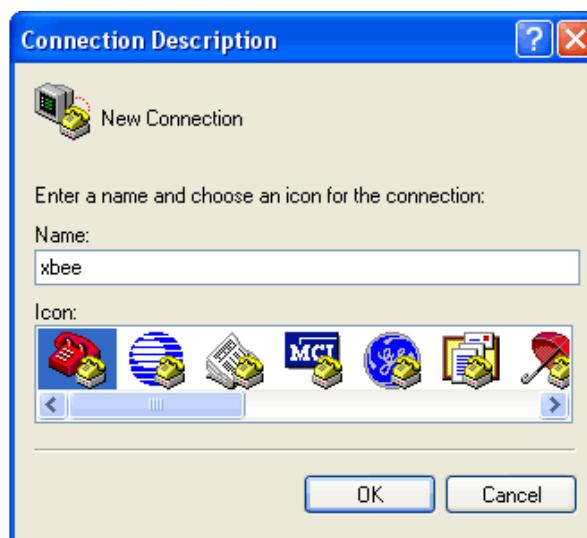 Connection Description
New Connection
Enter a name and choose an icon for the connection:
Name:
xbee
Icon:
MCI
OK Cancel